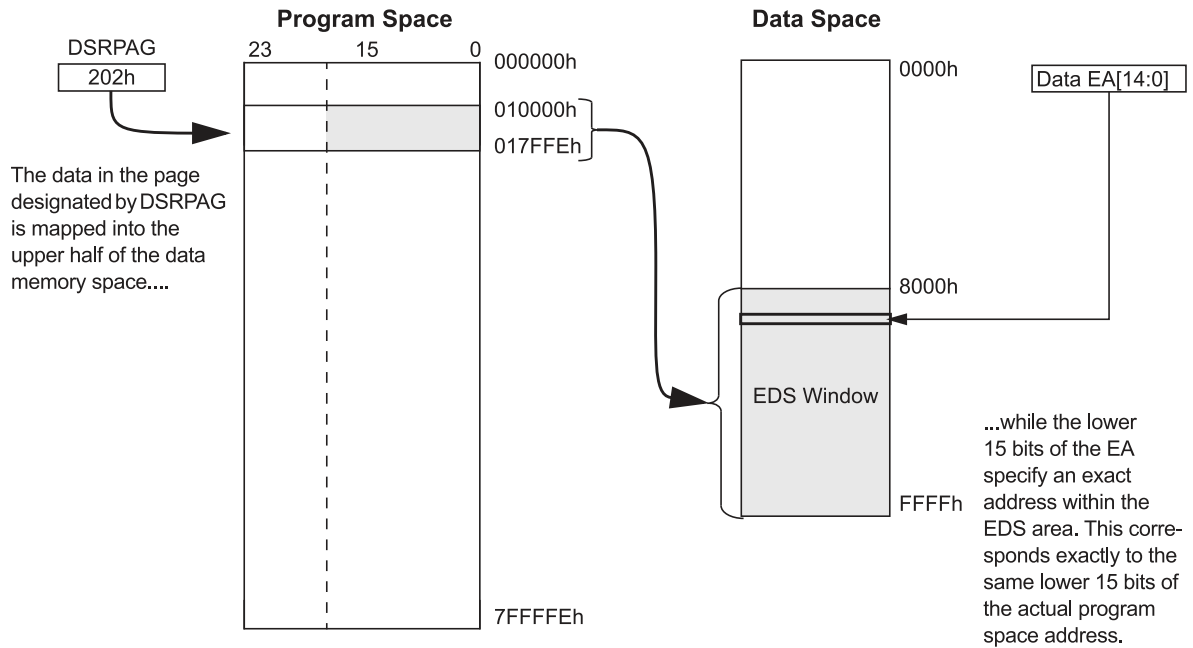 Program Space
Data Space
DSRPAG
202h
23 15 0
000000h
010000h
017FFEh
7FFFFEh
The data in the page
designated by DSRPAG
is mapped into the
upper half of the data
memory space....
0000h
8000h
EDS Window
FFFFh
Data EA[14:0]
...while the lower
15 bits of the EA
specify an exact
address within the
EDS area. This corre-
sponds exactly to the
same lower 15 bits of
the actual program
space address.